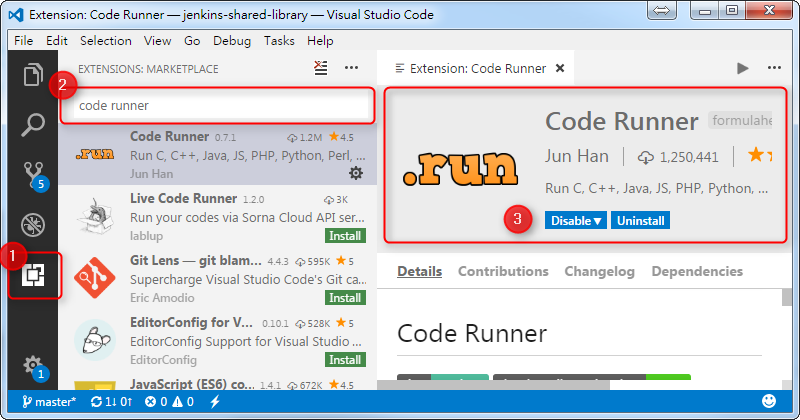 Extension: Code Runner — jenkins-shared-library — Visual Studio Code
File Edit Selection View Go Debug Tasks Help
EXTENSIONS: MARKETPLACE
2
code runner
Code Runner 0.7.1 1.2M ★4.5
.run
Run C, C++, Java, JS, PHP, Python, Perl, ...
Jun Han
Live Code Runner 1.2.0 3K
Run your codes via Sorna Cloud API ser...
lablup
Install
Git Lens — git blam... 4.4.3 595K ★5
Supercharge Visual Studio Code's Git ca...
Eric Amodio
Install
EditorConfig for V... 0.10.1 528K ★5
EditorConfig Support for Visual Studio ...
EditorConfig
Install
JavaScript (ES6) co... 1.4.1 672K ★4.5
5
1
1
Extension: Code Runner
Code Runner formulahe
Jun Han 1,250,441 ★
.run
Run C, C++, Java, JS, PHP, Python, Perl,
3
Disable▼ Uninstall
Details Contributions Changelog Dependencies
Code Runner
master* 1↓ 0↑ 0 0